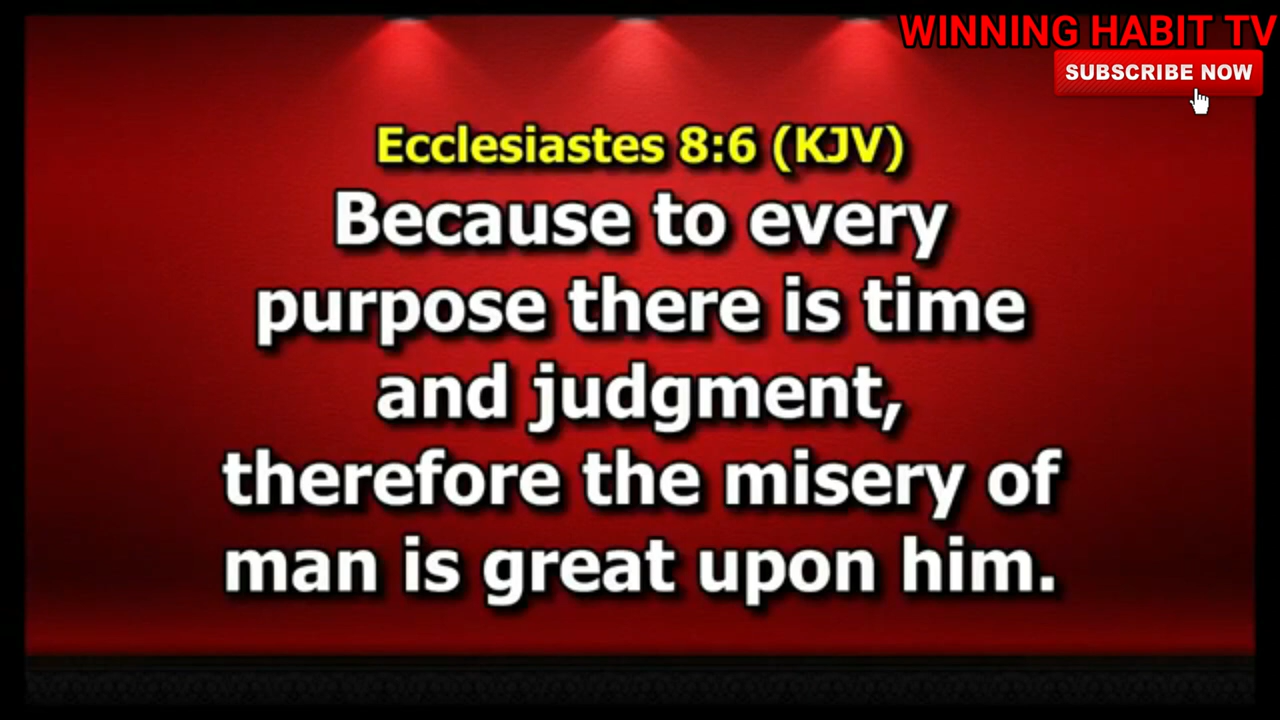 WINNING HABIT TV
SUBSCRIBE NOW
Ecclesiastes 8:6 (KJV)
Because to every
purpose there is time
and judgment,
therefore the misery of
man is great upon him.